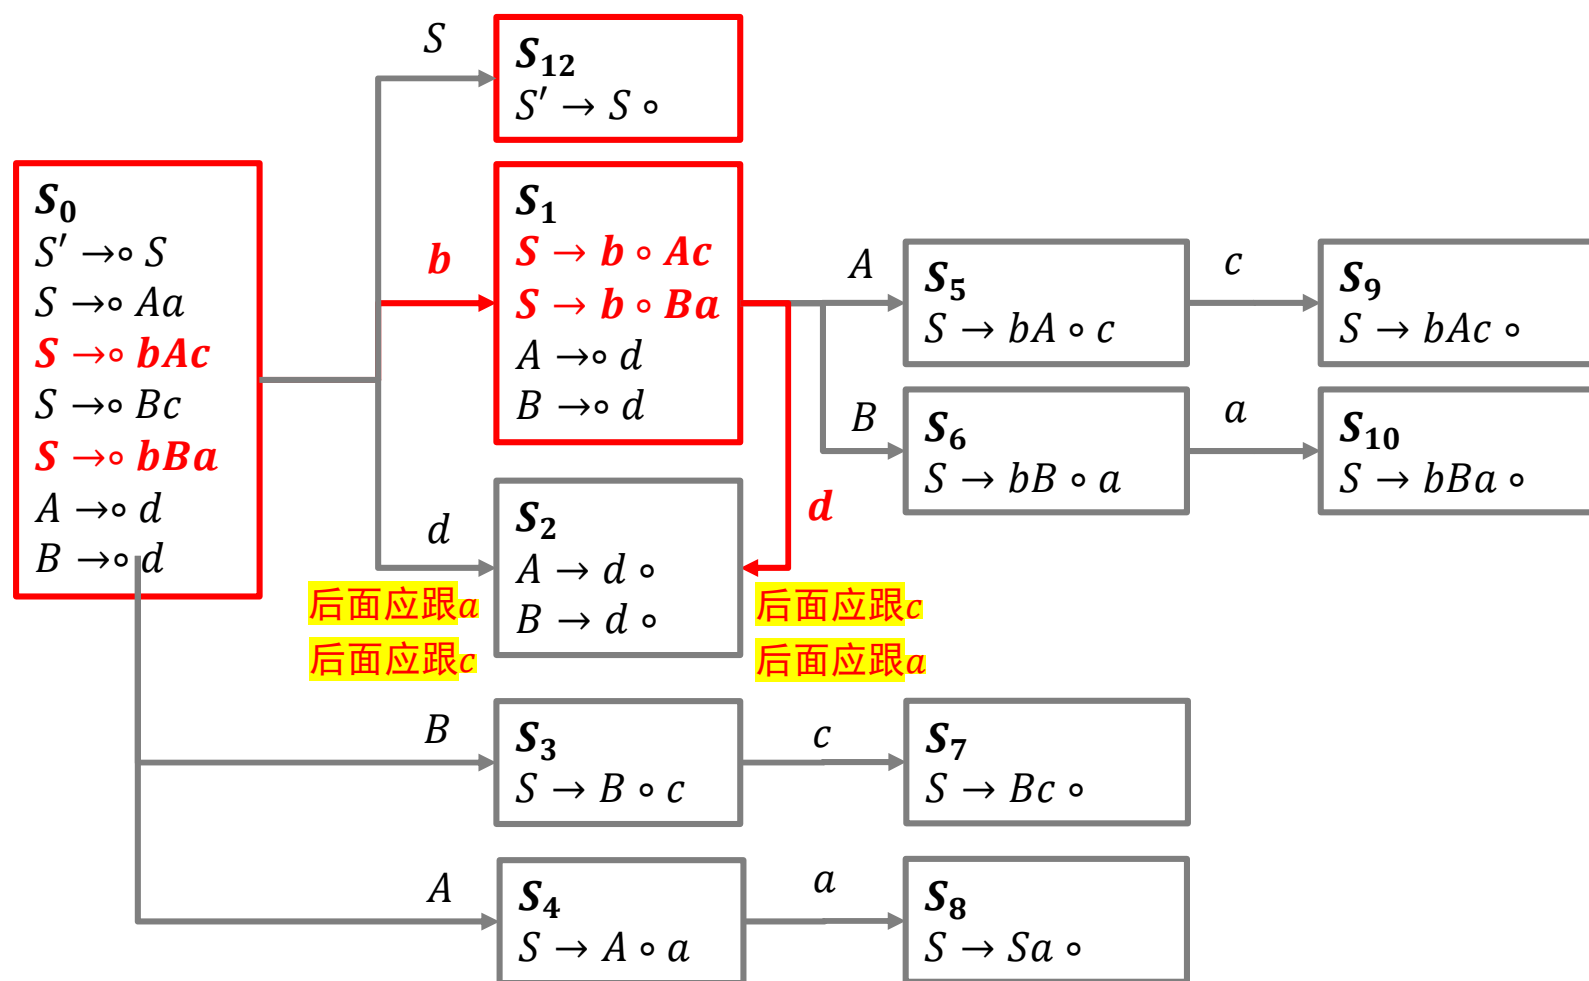 S
S₁₂
S′ → S ∘
S₀
S′ →∘ S
S →∘ Aa
S →∘ bAc
S →∘ Bc
S →∘ bBa
A →∘ d
B →∘ d
b
S₁
S → b ∘ Ac
S → b ∘ Ba
A →∘ d
B →∘ d
A
S₅
S → bA ∘ c
c
S₉
S → bAc ∘
B
S₆
S → bB ∘ a
a
S₁₀
S → bBa ∘
d
d
S₂
A → d ∘
B → d ∘
后面应跟a
后面应跟c
后面应跟c
后面应跟a
B
S₃
S → B ∘ c
c
S₇
S → Bc ∘
A
S₄
S → A ∘ a
a
S₈
S → Sa ∘